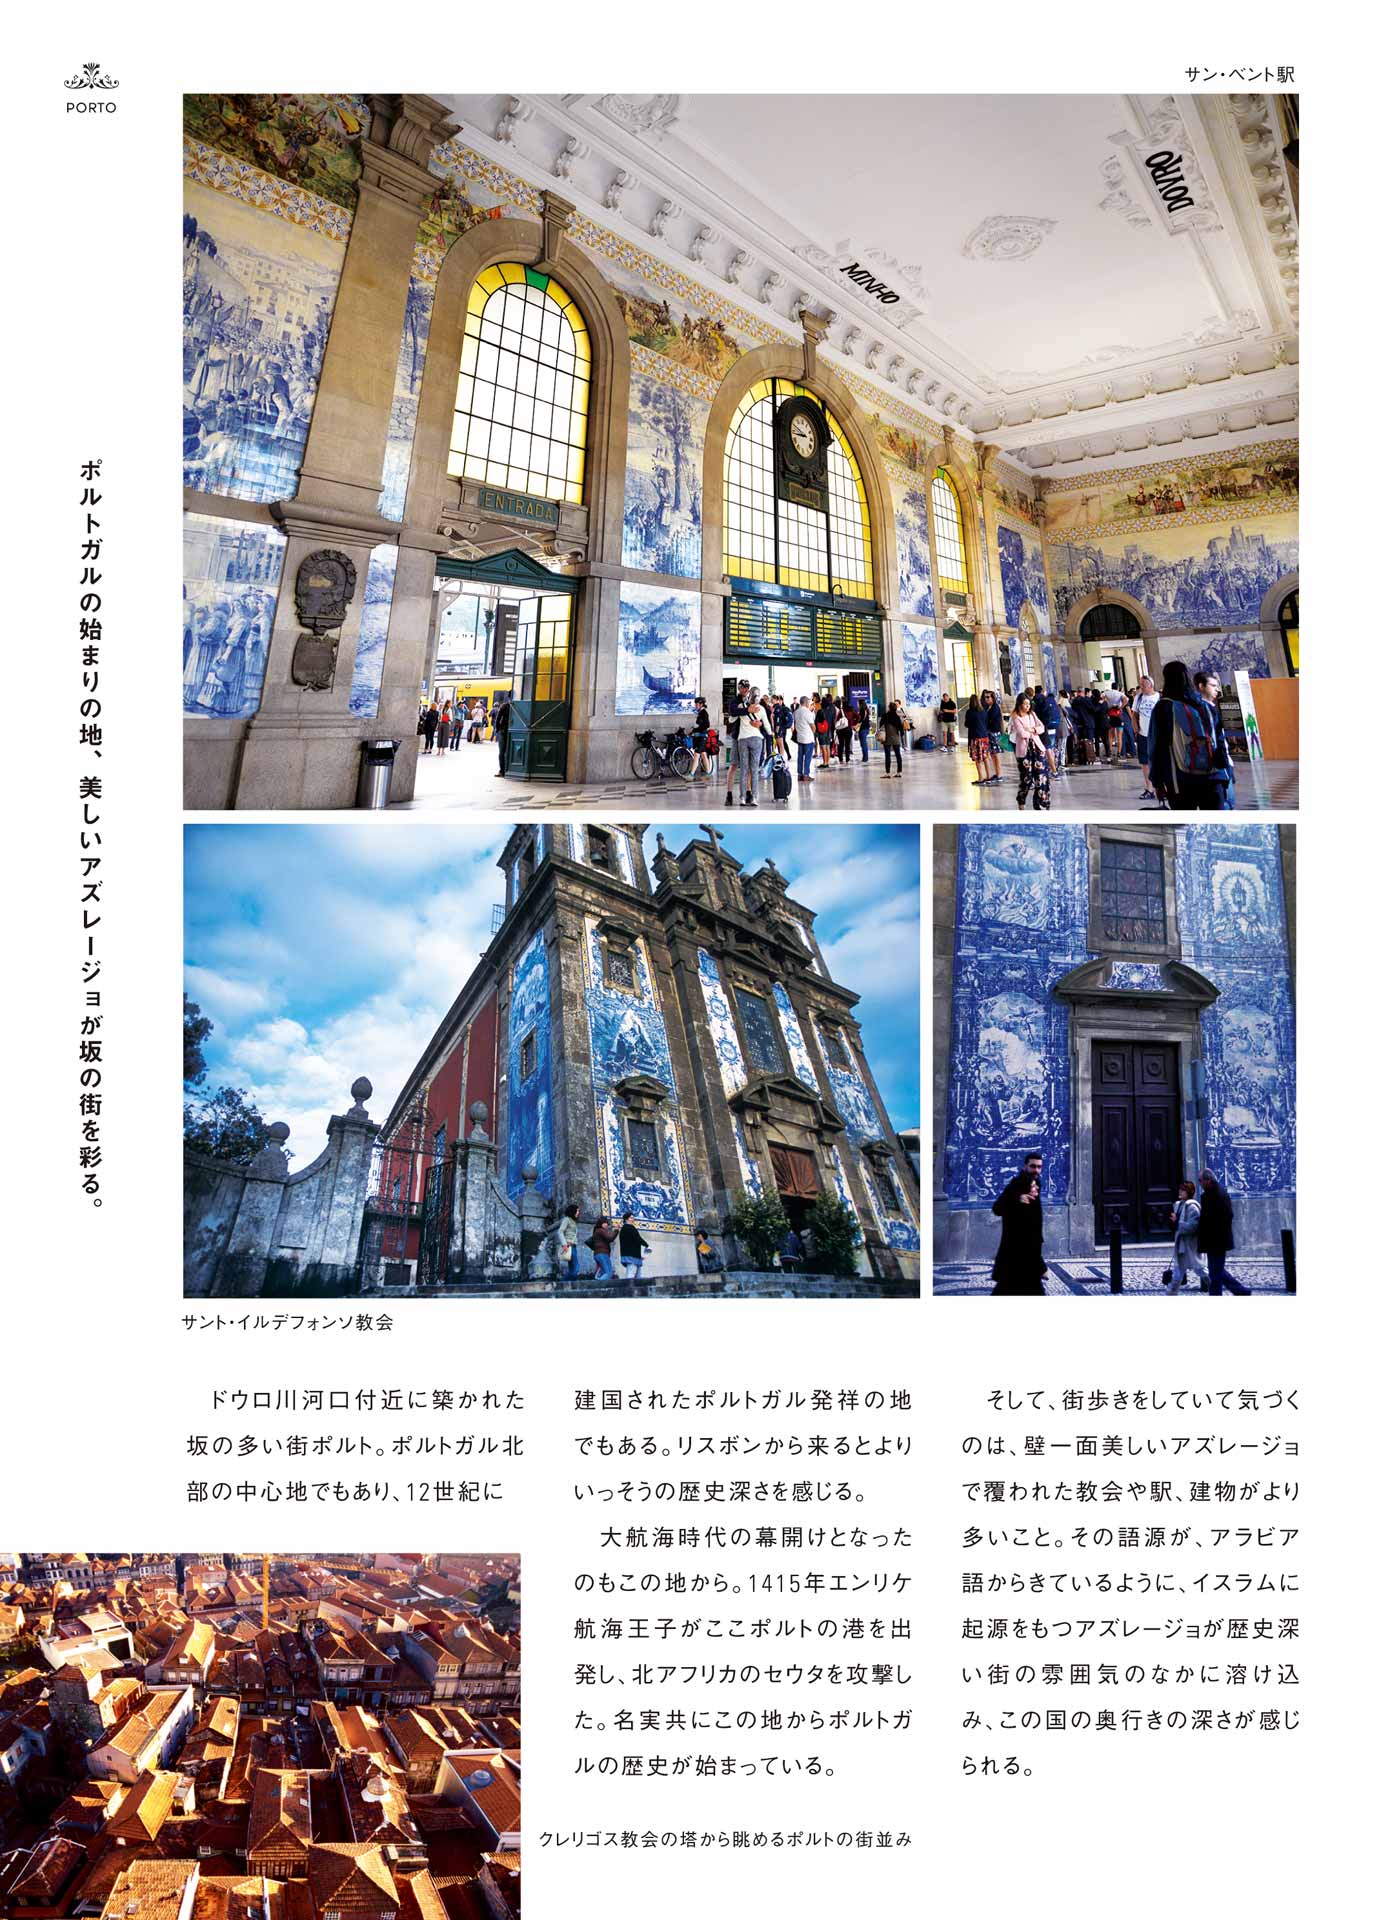 PORTO
サン・ベント駅
ポルトガルの始まりの地、美しいアズレージョが坂の街を彩る。
DOVRO
MINHO
ENTRADA
サント・イルデフォンソ教会
ドウロ川河口付近に築かれた
坂の多い街ポルト。ポルトガル北
部の中心地でもあり、12世紀に
建国されたポルトガル発祥の地
でもある。リスボンから来るとより
いっそうの歴史深さを感じる。
大航海時代の幕開けとなった
のもこの地から。1415年エンリケ
航海王子がここポルトの港を出
発し、北アフリカのセウタを攻撃し
た。名実共にこの地からポルトガ
ルの歴史が始まっている。
そして、街歩きをしていて気づく
のは、壁一面美しいアズレージョ
で覆われた教会や駅、建物がより
多いこと。その語源が、アラビア
語からきているように、イスラムに
起源をもつアズレージョが歴史深
い街の雰囲気のなかに溶け込
み、この国の奥行きの深さが感じ
られる。
クレリゴス教会の塔から眺めるポルトの街並み